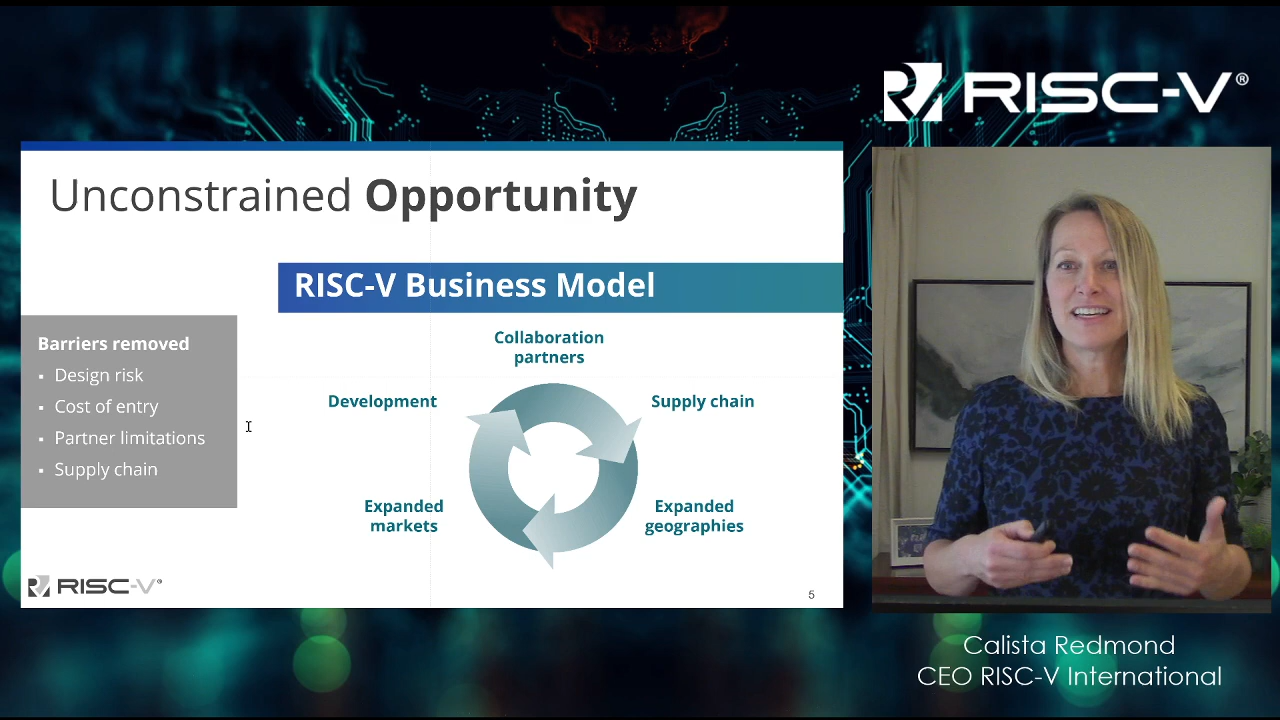 RISC-V®
Unconstrained Opportunity
RISC-V Business Model
Barriers removed
▪ Design risk
▪ Cost of entry
▪ Partner limitations
▪ Supply chain
Collaboration
partners
Development
Supply chain
Expanded
markets
Expanded
geographies
RISC-V®
5
Calista Redmond
CEO RISC-V International